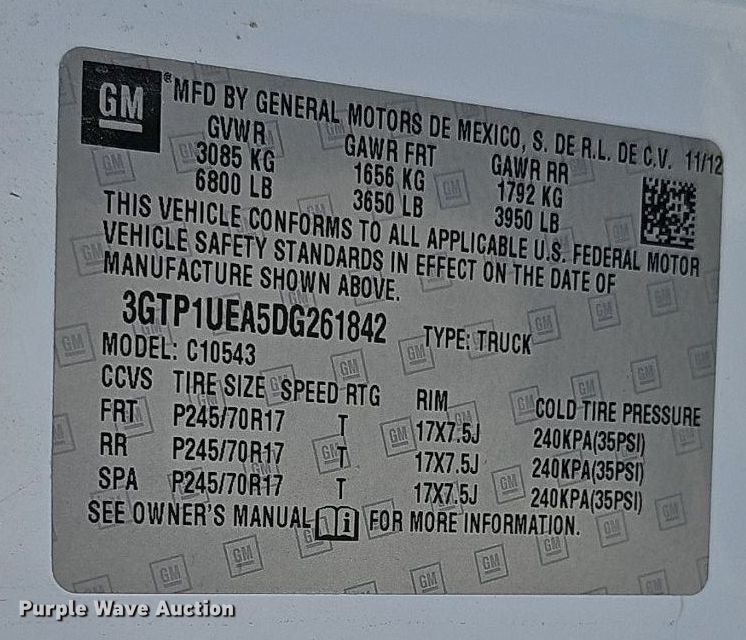 GM ® MFD BY GENERAL MOTORS DE MEXICO, S. DE R.L. DE C.V. 11/12
GVWR GAWR FRT GAWR RR
3085 KG 1656 KG 1792 KG
6800 LB 3650 LB 3950 LB
THIS VEHICLE CONFORMS TO ALL APPLICABLE U.S. FEDERAL MOTOR
VEHICLE SAFETY STANDARDS IN EFFECT ON THE DATE OF
MANUFACTURE SHOWN ABOVE.
3GTP1UEA5DG261842 TYPE: TRUCK
MODEL: C10543
CCVS TIRE SIZE SPEED RTG RIM COLD TIRE PRESSURE
FRT P245/70R17 T 17X7.5J 240KPA(35PSI)
RR P245/70R17 T 17X7.5J 240KPA(35PSI)
SPA P245/70R17 T 17X7.5J 240KPA(35PSI)
SEE OWNER'S MANUAL i FOR MORE INFORMATION.
Purple Wave Auction